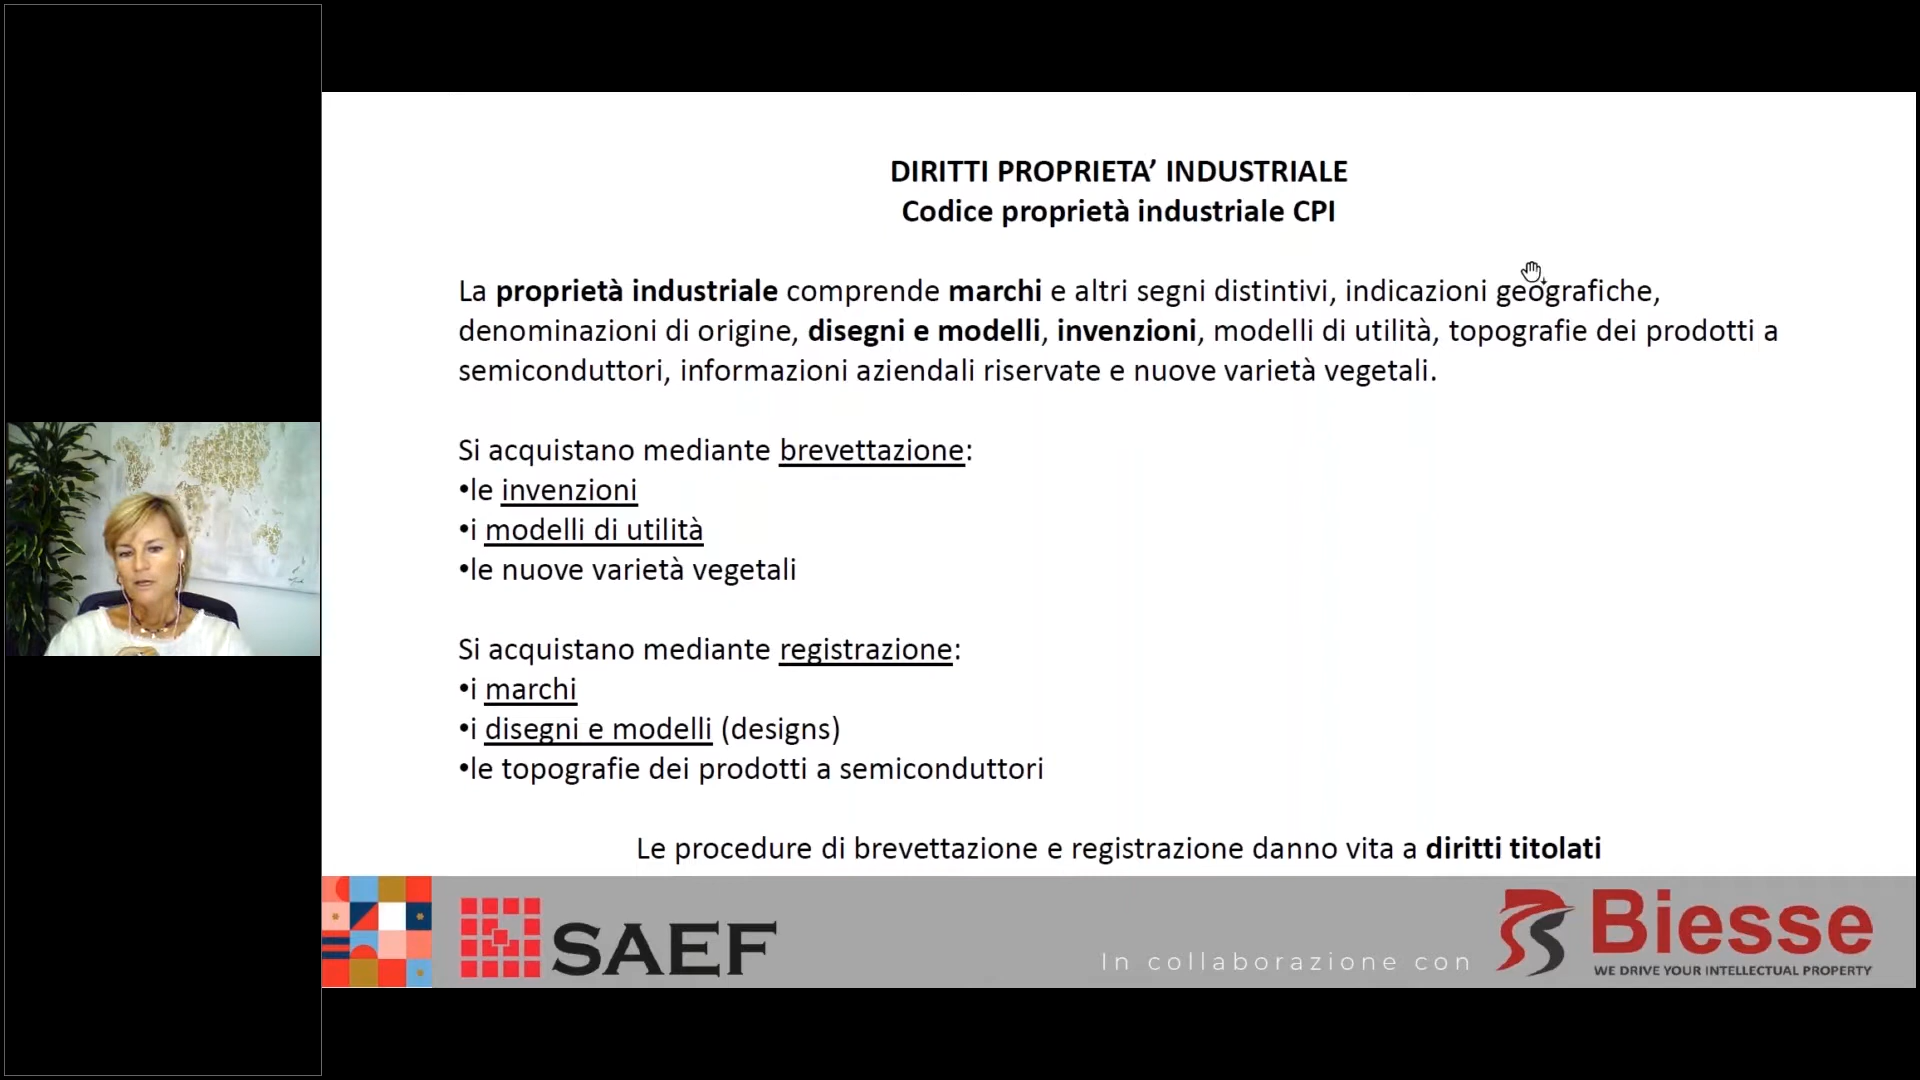 DIRITTI PROPRIETA’ INDUSTRIALE
Codice proprietà industriale CPI
La proprietà industriale comprende marchi e altri segni distintivi, indicazioni geografiche,
denominazioni di origine, disegni e modelli, invenzioni, modelli di utilità, topografie dei prodotti a
semiconduttori, informazioni aziendali riservate e nuove varietà vegetali.
Si acquistano mediante brevettazione:
•le invenzioni
•i modelli di utilità
•le nuove varietà vegetali
Si acquistano mediante registrazione:
•i marchi
•i disegni e modelli (designs)
•le topografie dei prodotti a semiconduttori
Le procedure di brevettazione e registrazione danno vita a diritti titolati
SAEF
In collaborazione con
Biesse
WE DRIVE YOUR INTELLECTUAL PROPERTY